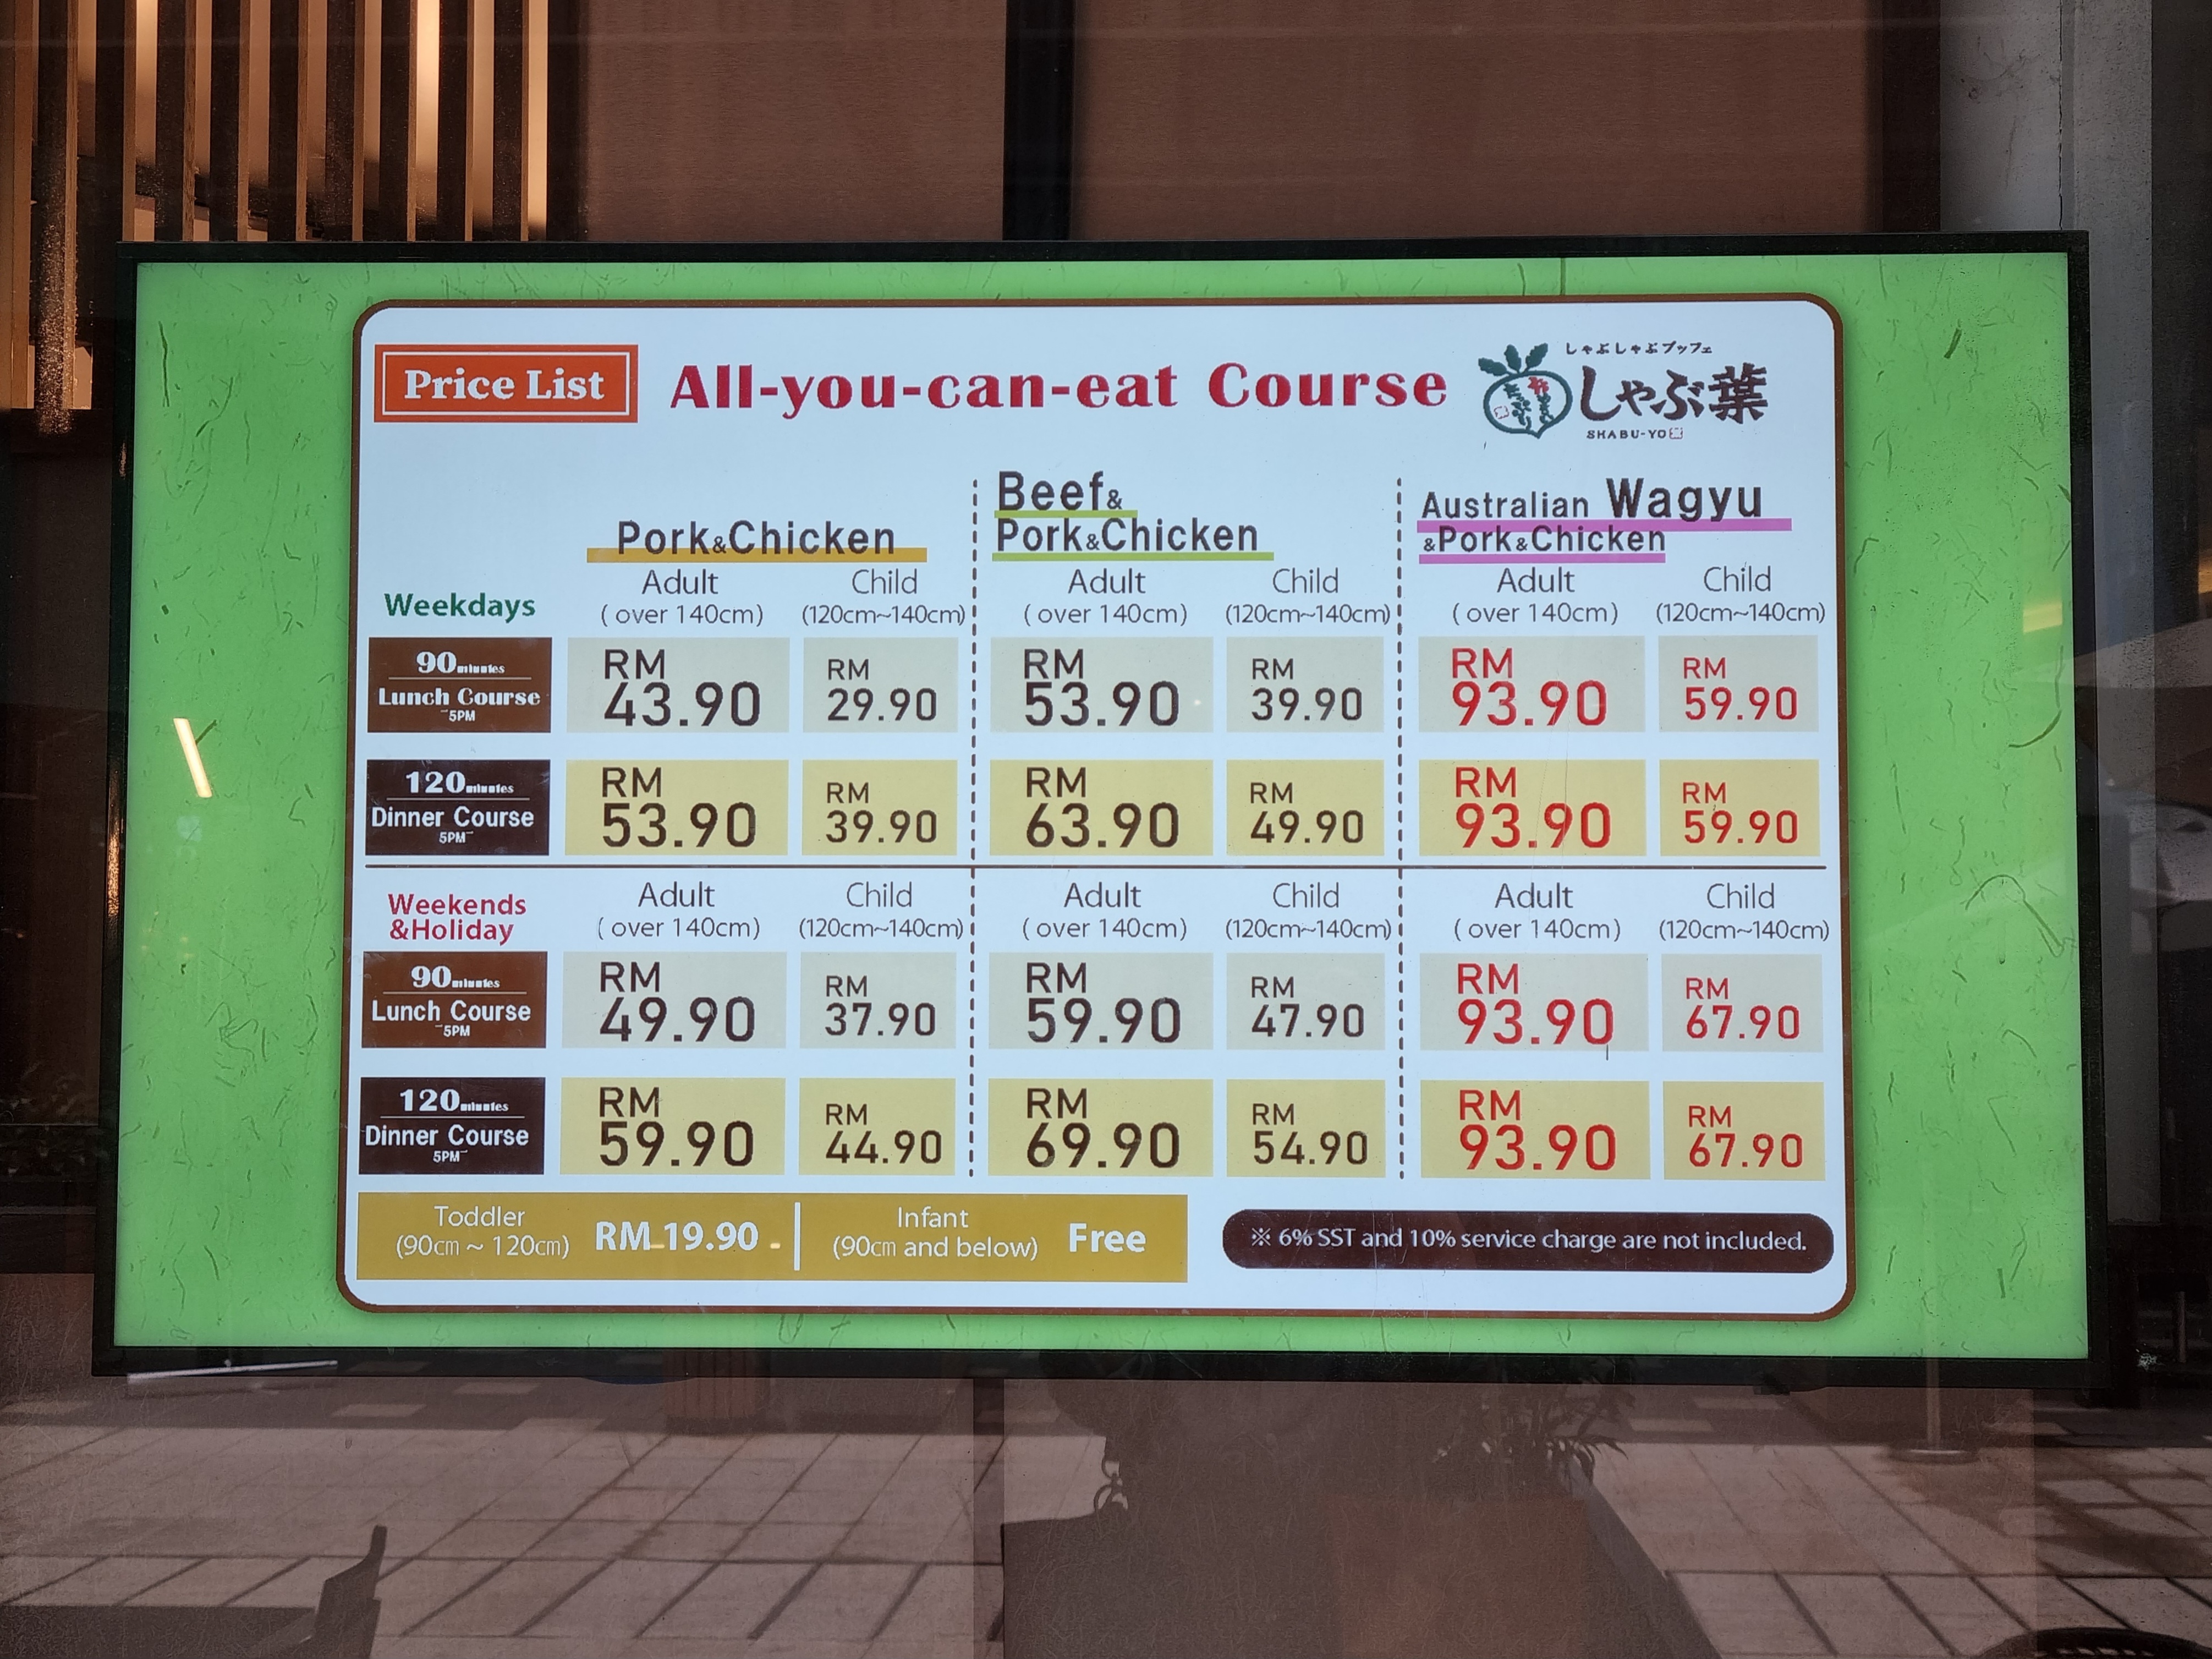 Price List
All-you-can-eat Course
しゃぶしゃぶブッフェ
しゃぶ葉
SHABU-YO
Pork&Chicken
Beef&
Pork&Chicken
Australian Wagyu
&Pork&Chicken
Weekdays
Adult Child Adult Child Adult Child
( over 140cm) (120cm~140cm) ( over 140cm) (120cm~140cm) ( over 140cm) (120cm~140cm)
90minutes
Lunch Course
~5PM
RM RM RM RM RM RM
43.90 29.90 53.90 39.90 93.90 59.90
120minutes
Dinner Course
5PM~
RM RM RM RM RM RM
53.90 39.90 63.90 49.90 93.90 59.90
Weekends
&Holiday
Adult Child Adult Child Adult Child
( over 140cm) (120cm~140cm) ( over 140cm) (120cm~140cm) ( over 140cm) (120cm~140cm)
90minutes
Lunch Course
~5PM
RM RM RM RM RM RM
49.90 37.90 59.90 47.90 93.90 67.90
120minutes
Dinner Course
5PM~
RM RM RM RM RM RM
59.90 44.90 69.90 54.90 93.90 67.90
Toddler
(90cm ~ 120cm)
RM 19.90
Infant
(90cm and below)
Free
※ 6% SST and 10% service charge are not included.